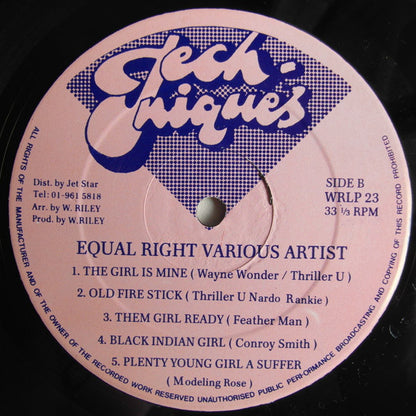 Tech·
niques
Dist. by Jet Star
Tel: 01-961 5818
Arr. by W. RILEY
Prod. by W.RILEY
SIDE B
WRLP 23
33 ⅓ RPM
EQUAL RIGHT VARIOUS ARTIST
1. THE GIRL IS MINE ( Wayne Wonder / Thriller U )
2. OLD FIRE STICK ( Thriller U Nardo Rankie )
3. THEM GIRL READY ( Feather Man )
4. BLACK INDIAN GIRL ( Conroy Smith )
5. PLENTY YOUNG GIRL A SUFFER
( Modeling Rose )
ALL RIGHTS OF THE MANUFACTURER AND OF THE OWNER OF THE RECORDED WORK RESERVED UNAUTHORISED PUBLIC PERFORMANCE BROADCASTING AND COPYING OF THIS RECORD PROHIBITED